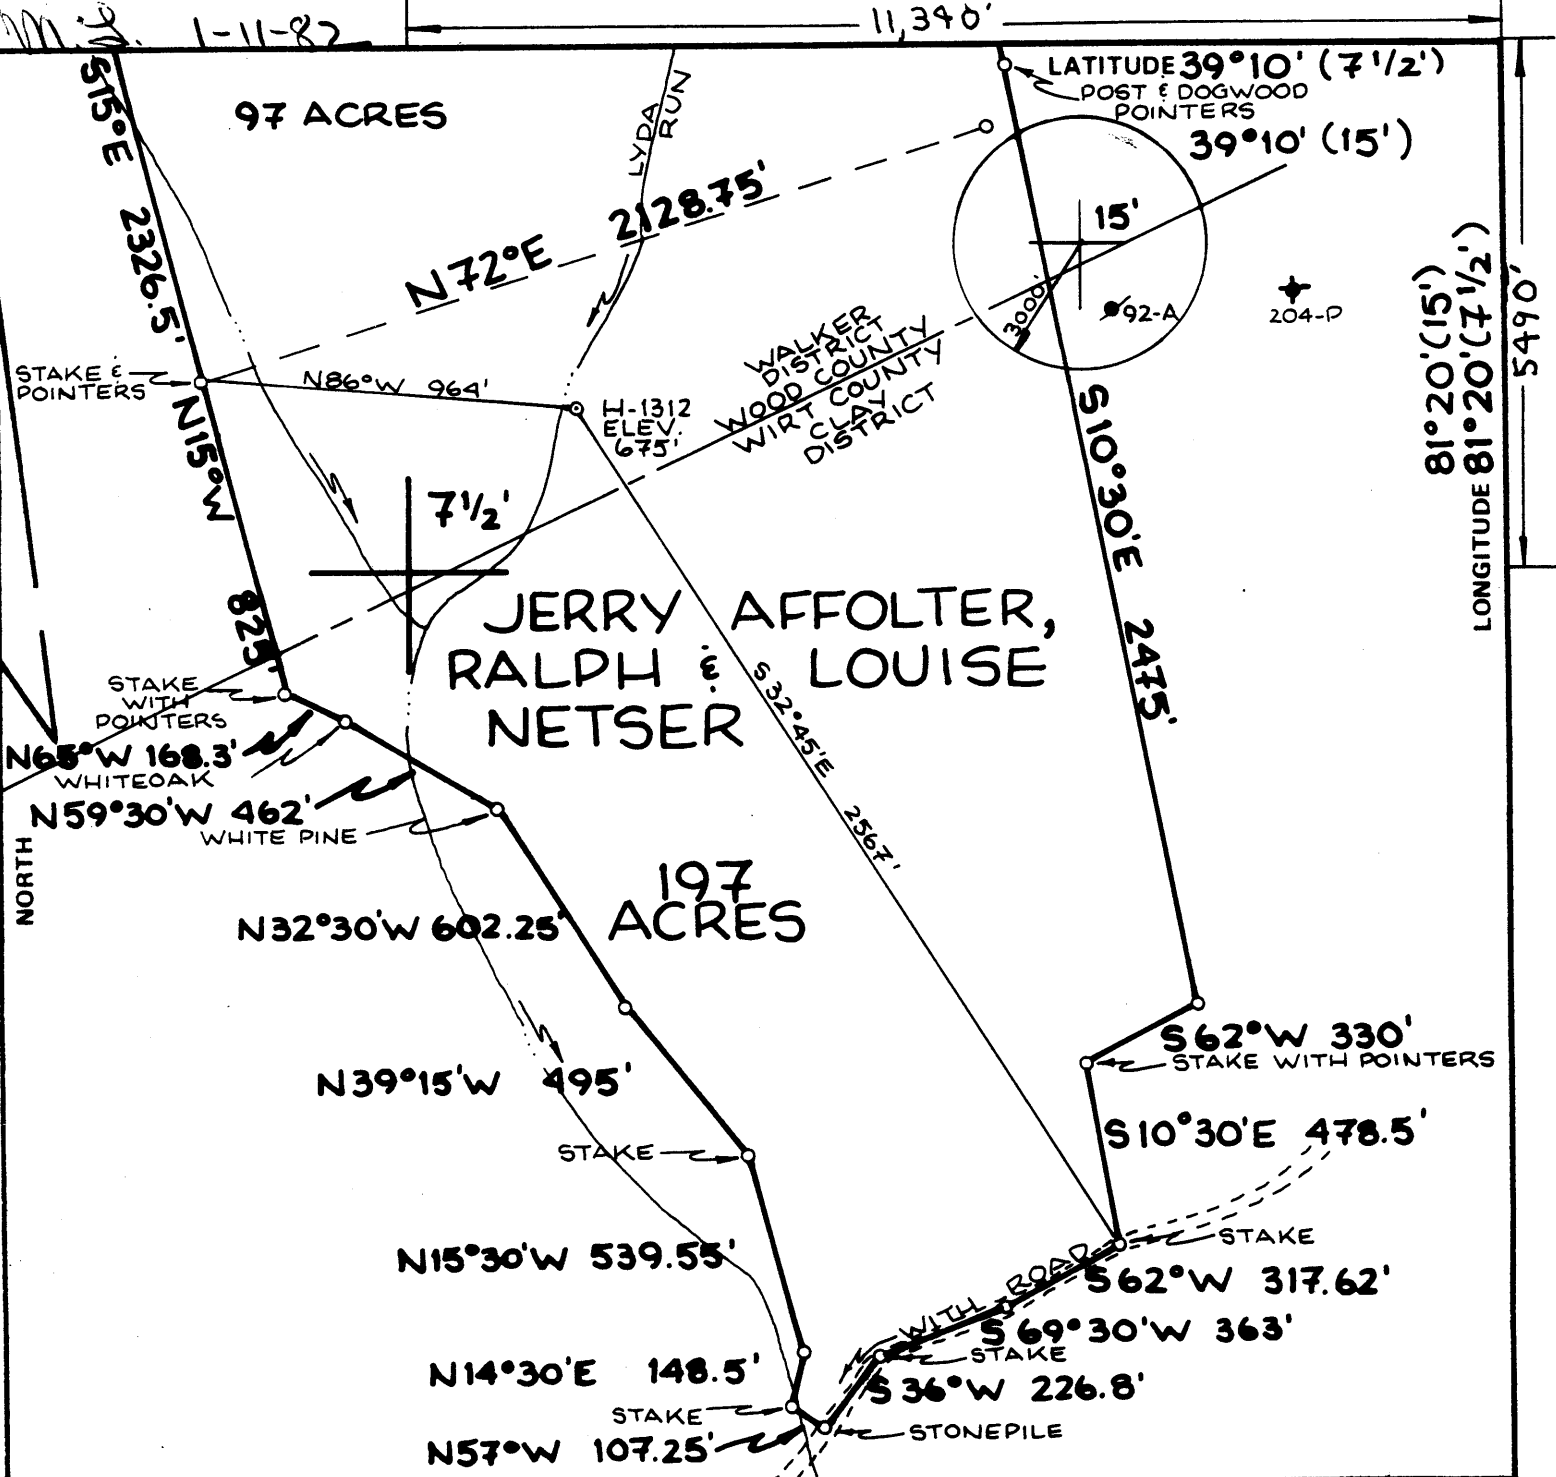 1-11-82
11,340'
LATITUDE 39°10' (7 1/2')
POST & DOGWOOD
POINTERS
39°10' (15')
S15°E 2326.5'
97 ACRES
LYDA
RUN
N72°E 2128.75'
15'
3000'
92-A
204-P
81°20'(15')
LONGITUDE 81°20'(7 1/2')
5490'
STAKE &
POINTERS
N86°W 964'
H-1312
ELEV.
675'
WALKER
DISTRICT
WOOD COUNTY
WIRT COUNTY
CLAY
DISTRICT
N15°W 825'
7 1/2'
S10°30'E 2475'
JERRY AFFOLTER,
RALPH & LOUISE
NETSER
S32°45'E 2567'
STAKE
WITH
POINTERS
N65°W 168.3'
WHITEOAK
N59°30'W 462'
WHITE PINE
NORTH
197
ACRES
N32°30'W 602.25'
S62°W 330'
STAKE WITH POINTERS
N39°15'W 495'
S10°30'E 478.5'
STAKE
STAKE
N15°30'W 539.55'
WITH ROAD
S62°W 317.62'
S69°30'W 363'
STAKE
N14°30'E 148.5'
S36°W 226.8'
STAKE
STONEPILE
N57°W 107.25'